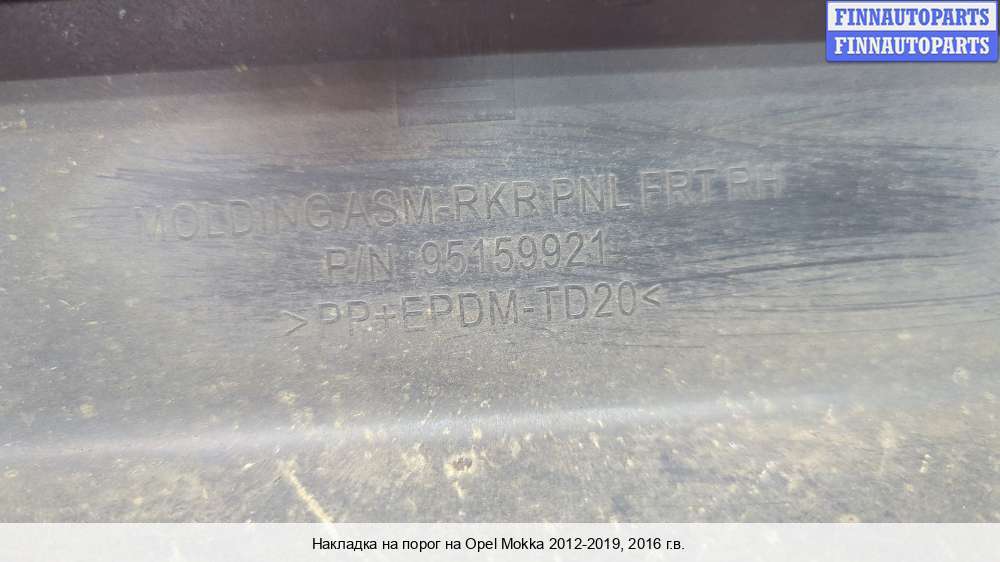 FINNAUTOPARTS
FINNAUTOPARTS
MOLDING ASM-RKR PNL FRT RH
P/N 95159921
>PP+EPDM-TD20<
Накладка на порог на Opel Mokka 2012-2019, 2016 г.в.